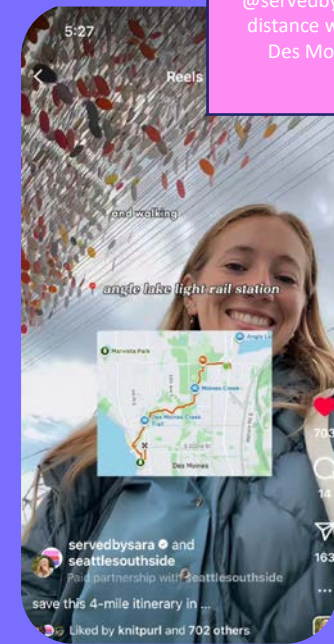 @servedby
distance w
Des Mo
5:27
Reels
and walking
angle lake light rail station
Angle L
Marvista Park
Des Moines Creek
Trail
Moines Creek
Des Moines
703
14
163
servedbysara and
seattlesouthside
Paid partnership with seattlesouthside
save this 4-mile itinerary in ...
Liked by knitpurl and 702 others